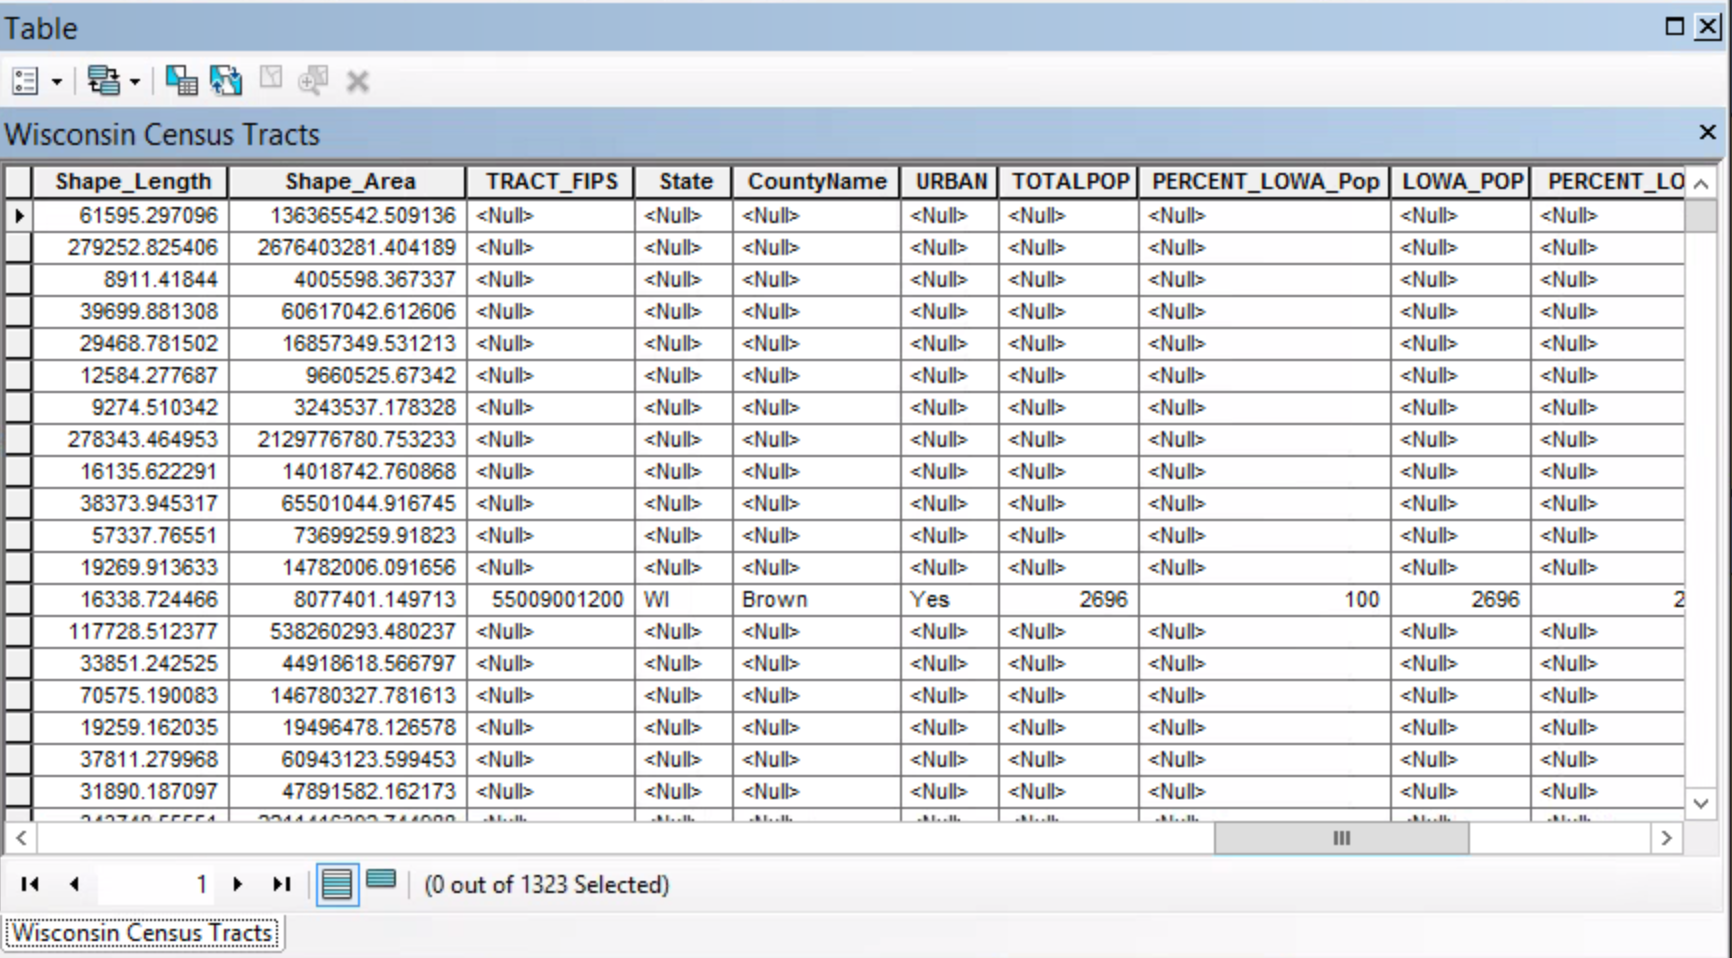 Table
Wisconsin Census Tracts
Shape_Length Shape_Area TRACT_FIPS State CountyName URBAN TOTALPOP PERCENT_LOWA_Pop LOWA_POP PERCENT_LO
61595.297096 136365542.509136 <Null> <Null> <Null> <Null> <Null> <Null> <Null> <Null>
279252.825406 2676403281.404189 <Null> <Null> <Null> <Null> <Null> <Null> <Null> <Null>
8911.41844 4005598.367337 <Null> <Null> <Null> <Null> <Null> <Null> <Null> <Null>
39699.881308 60617042.612606 <Null> <Null> <Null> <Null> <Null> <Null> <Null> <Null>
29468.781502 16857349.531213 <Null> <Null> <Null> <Null> <Null> <Null> <Null> <Null>
12584.277687 9660525.67342 <Null> <Null> <Null> <Null> <Null> <Null> <Null> <Null>
9274.510342 3243537.178328 <Null> <Null> <Null> <Null> <Null> <Null> <Null> <Null>
278343.464953 2129776780.753233 <Null> <Null> <Null> <Null> <Null> <Null> <Null> <Null>
16135.622291 14018742.760868 <Null> <Null> <Null> <Null> <Null> <Null> <Null> <Null>
38373.945317 65501044.916745 <Null> <Null> <Null> <Null> <Null> <Null> <Null> <Null>
57337.76551 73699259.91823 <Null> <Null> <Null> <Null> <Null> <Null> <Null> <Null>
19269.913633 14782006.091656 <Null> <Null> <Null> <Null> <Null> <Null> <Null> <Null>
16338.724466 8077401.149713 55009001200 WI Brown Yes 2696 100 2696 2
117728.512377 538260293.480237 <Null> <Null> <Null> <Null> <Null> <Null> <Null> <Null>
33851.242525 44918618.566797 <Null> <Null> <Null> <Null> <Null> <Null> <Null> <Null>
70575.190083 146780327.781613 <Null> <Null> <Null> <Null> <Null> <Null> <Null> <Null>
19259.162035 19496478.126578 <Null> <Null> <Null> <Null> <Null> <Null> <Null> <Null>
37811.279968 60943123.599453 <Null> <Null> <Null> <Null> <Null> <Null> <Null> <Null>
31890.187097 47891582.162173 <Null> <Null> <Null> <Null> <Null> <Null> <Null> <Null>
1 (0 out of 1323 Selected)
Wisconsin Census Tracts